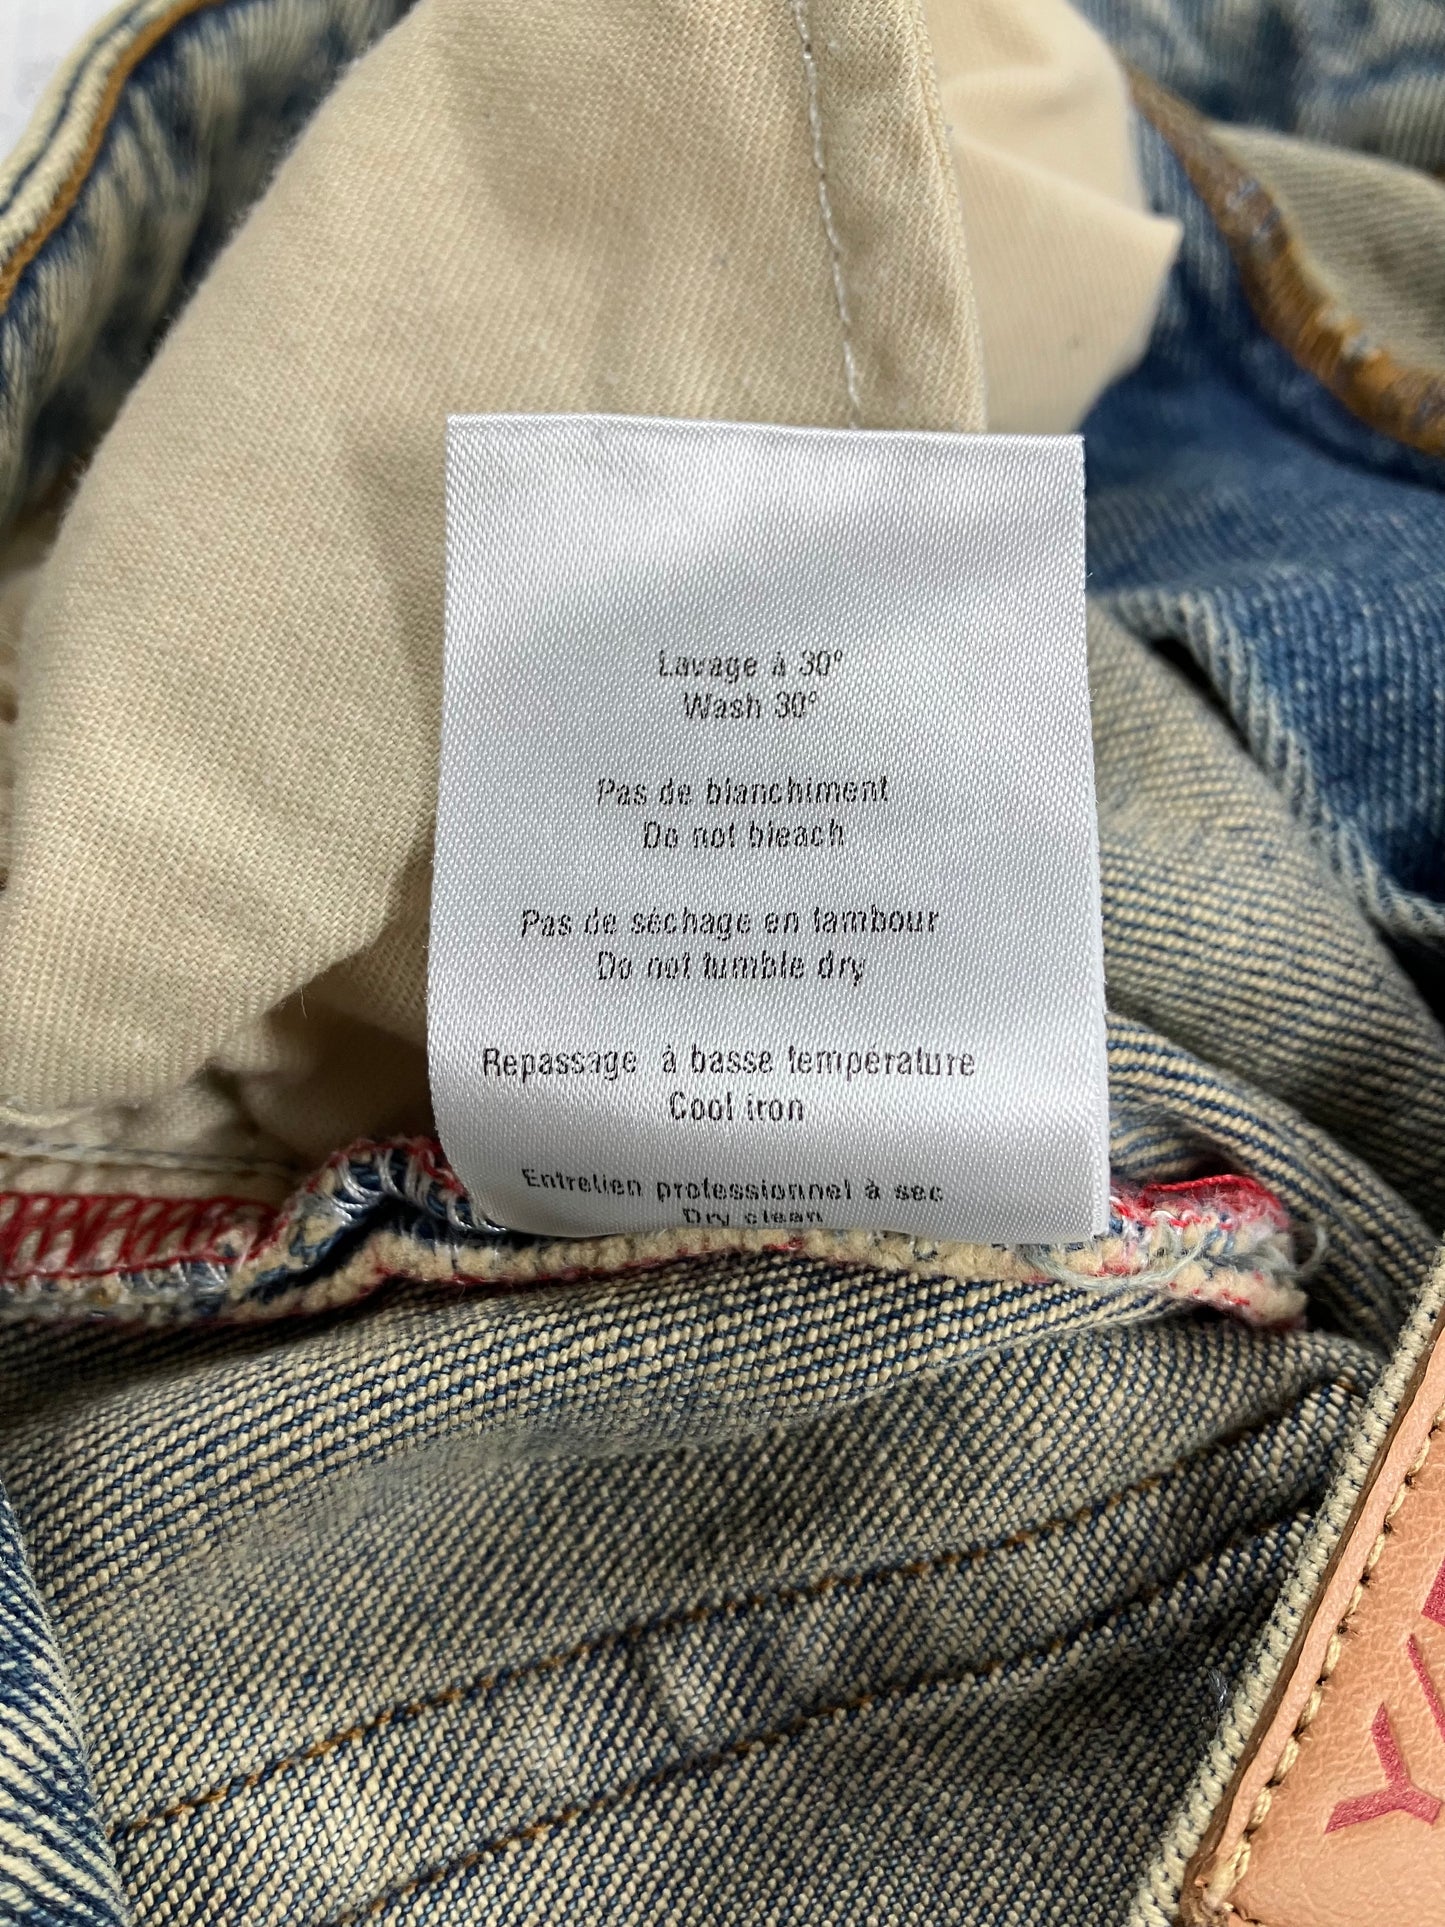 Lavage à 30°
Wash 30°
Pas de blanchiment
Do not bleach
Pas de séchage en tambour
Do not tumble dry
Repassage à basse température
Cool iron
Entretien professionnel à sec
Dry clean